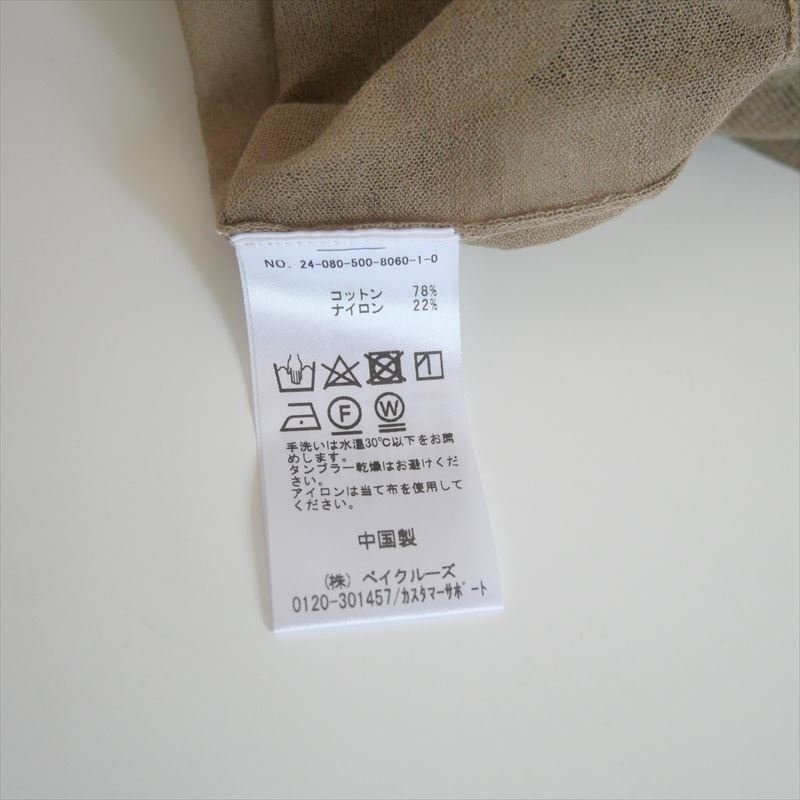 NO. 24-080-500-8060-1-0
コットン 78%
ナイロン 22%
F W
手洗いは水温30℃以下をお薦
めします。
タンブラー乾燥はお避けくだ
さい。
アイロンは当て布を使用して
ください。
中国製
(株) ベイクルーズ
0120-301457/カスタマーサポート